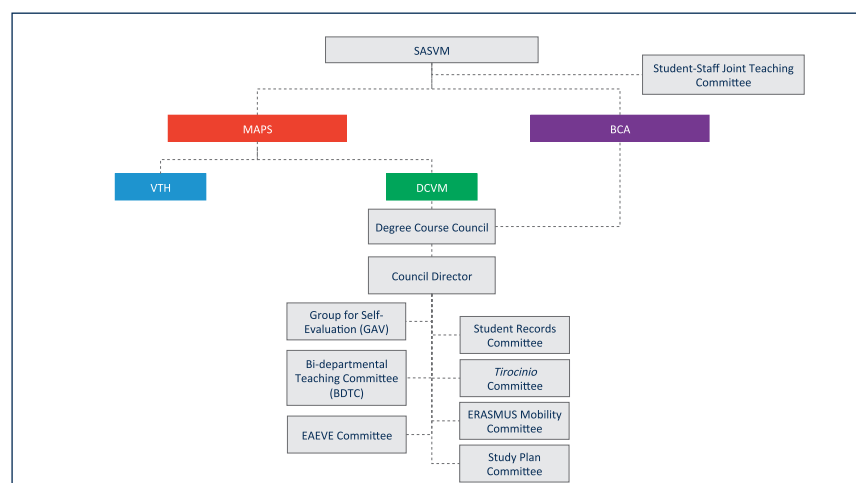 SASVM
Student-Staff Joint Teaching
Committee
MAPS
BCA
VTH
DCVM
Degree Course Council
Council Director
Group for Self-
Evaluation (GAV)
Student Records
Committee
Bi-departmental
Teaching Committee
(BDTC)
Tirocinio
Committee
ERASMUS Mobility
Committee
EAEVE Committee
Study Plan
Committee